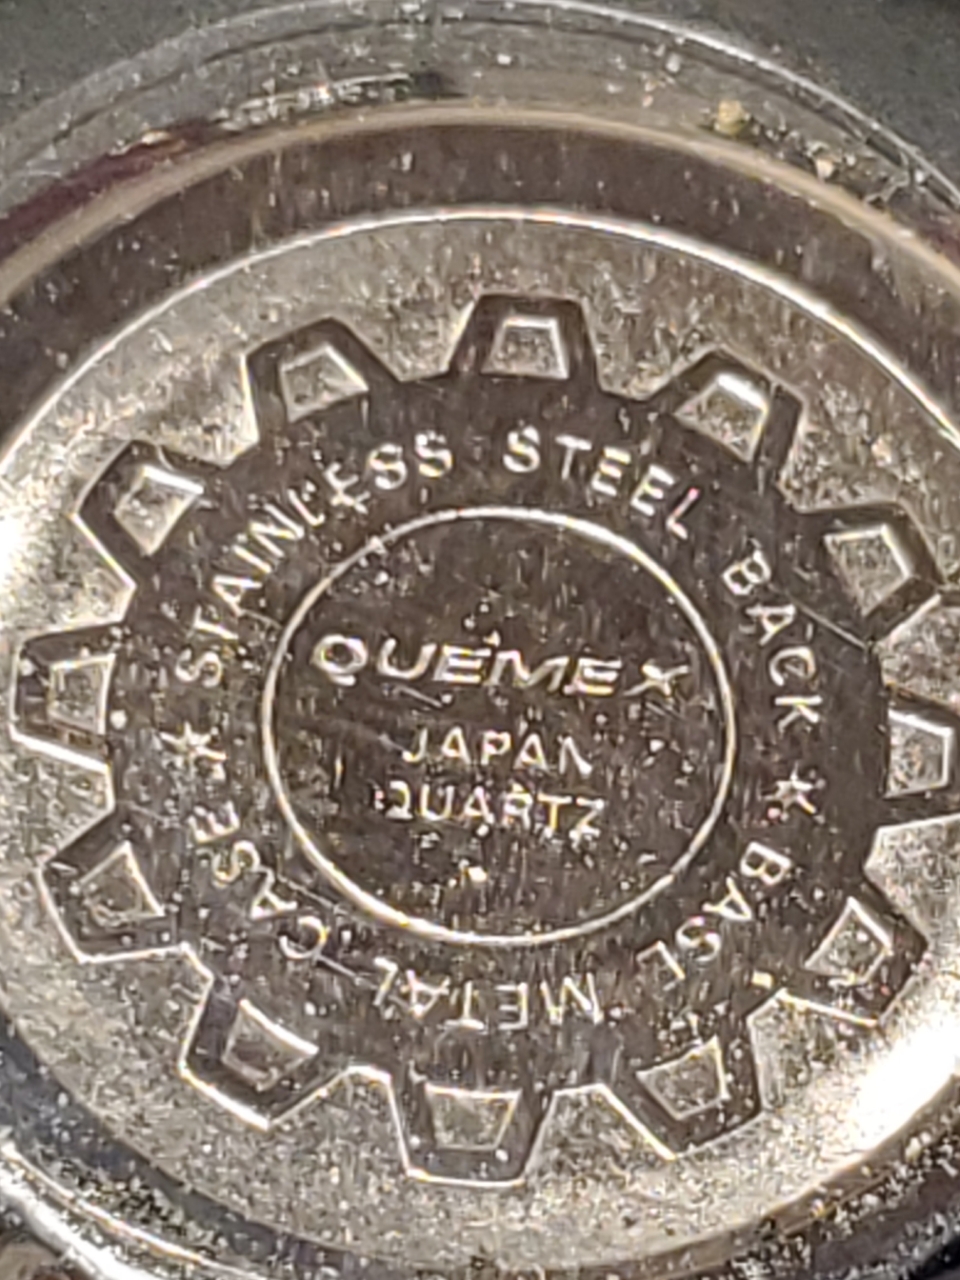 STAINLESS STEEL BACK * BASE METAL CASE *
QUEMEX
JAPAN
QUARTZ